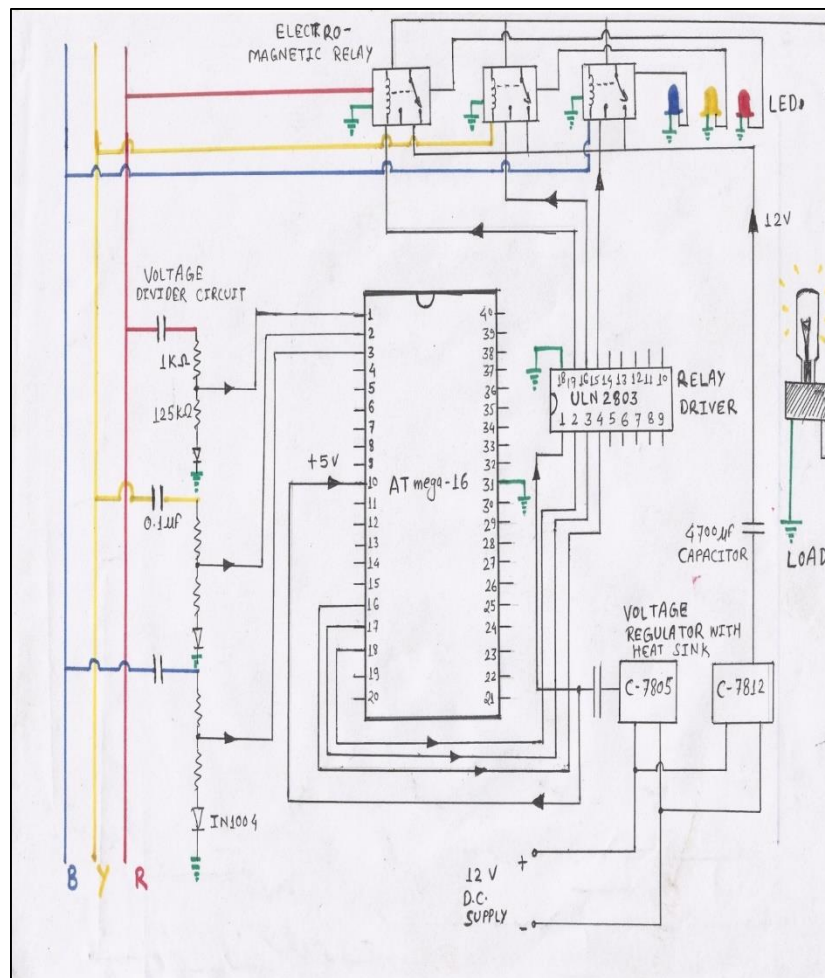 ELECTRO-
MAGNETIC RELAY
LEDs
12V
VOLTAGE
DIVIDER CIRCUIT
1KΩ
125KΩ
0.1µf
IN1004
+5V
ATmega-16
1
2
3
4
5
6
7
8
9
10
11
12
13
14
15
16
17
18
19
20
40
39
38
37
36
35
34
33
32
31
30
29
28
27
26
25
24
23
22
21
18 17 16 15 14 13 12 11 10
ULN 2803
1 2 3 4 5 6 7 8 9
RELAY
DRIVER
4700µf
CAPACITOR
LOAD
VOLTAGE
REGULATOR WITH
HEAT SINK
C-7805
C-7812
+
12 V
D.C.
SUPPLY
-
B Y R